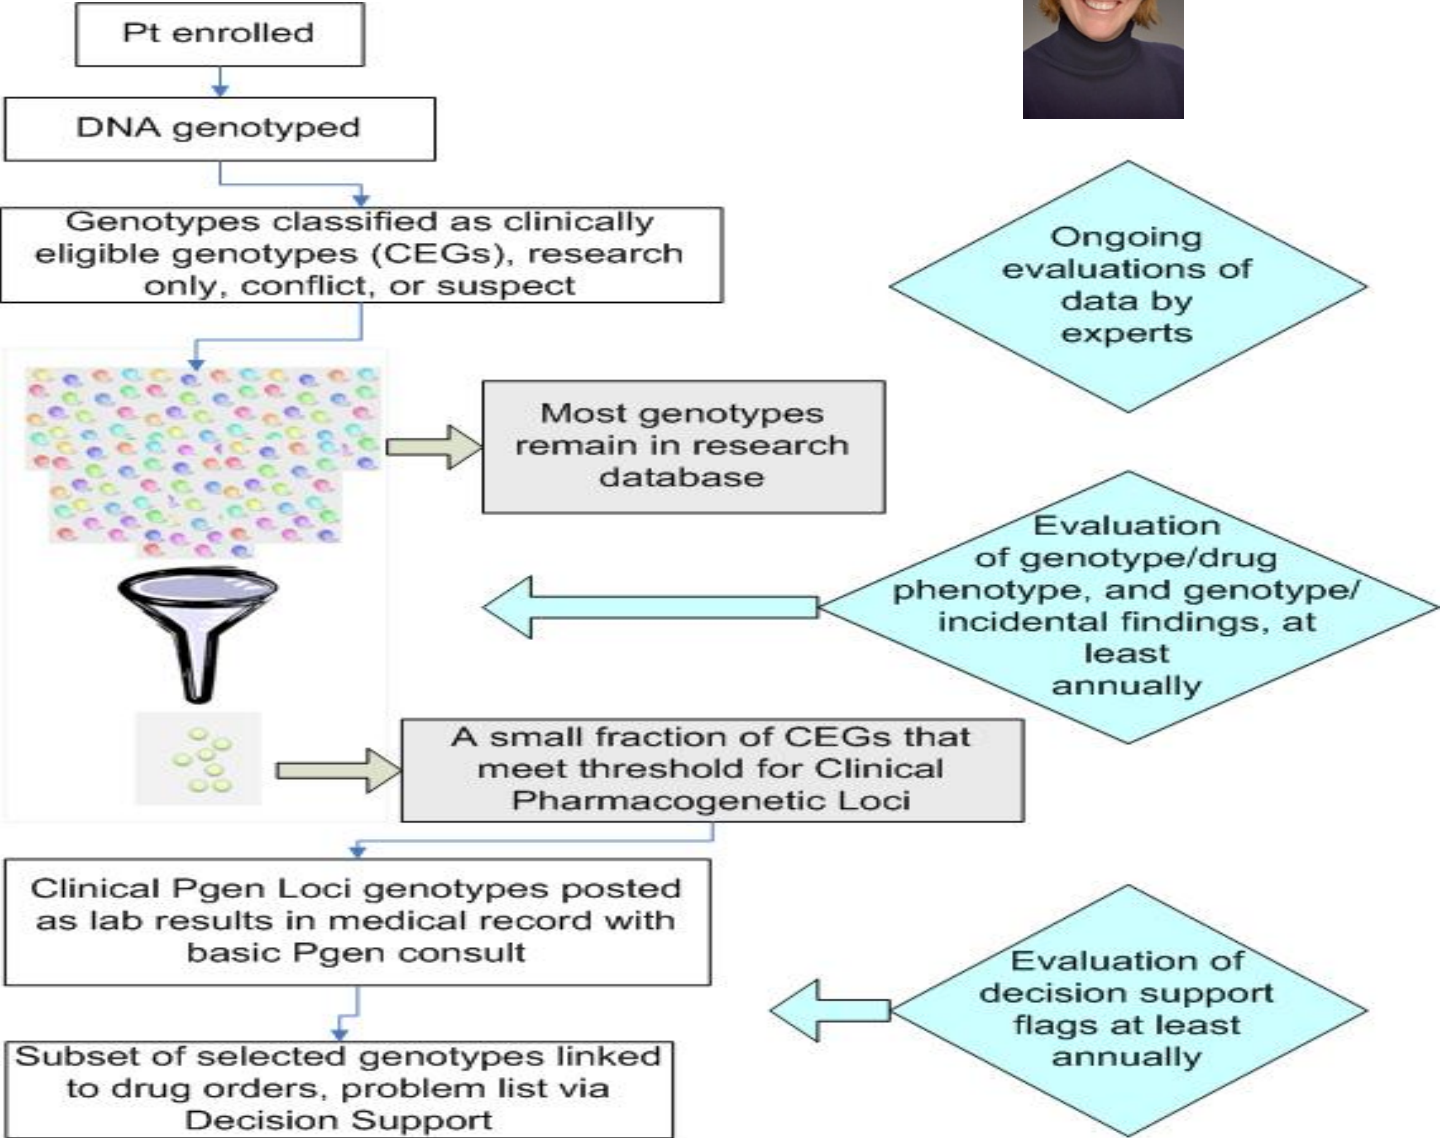 Pt enrolled
DNA genotyped
Genotypes classified as clinically
eligible genotypes (CEGs), research
only, conflict, or suspect
Ongoing
evaluations of
data by
experts
Most genotypes
remain in research
database
Evaluation
of genotype/drug
phenotype, and genotype/
incidental findings, at
least
annually
A small fraction of CEGs that
meet threshold for Clinical
Pharmacogenetic Loci
Clinical Pgen Loci genotypes posted
as lab results in medical record with
basic Pgen consult
Evaluation of
decision support
flags at least
annually
Subset of selected genotypes linked
to drug orders, problem list via
Decision Support